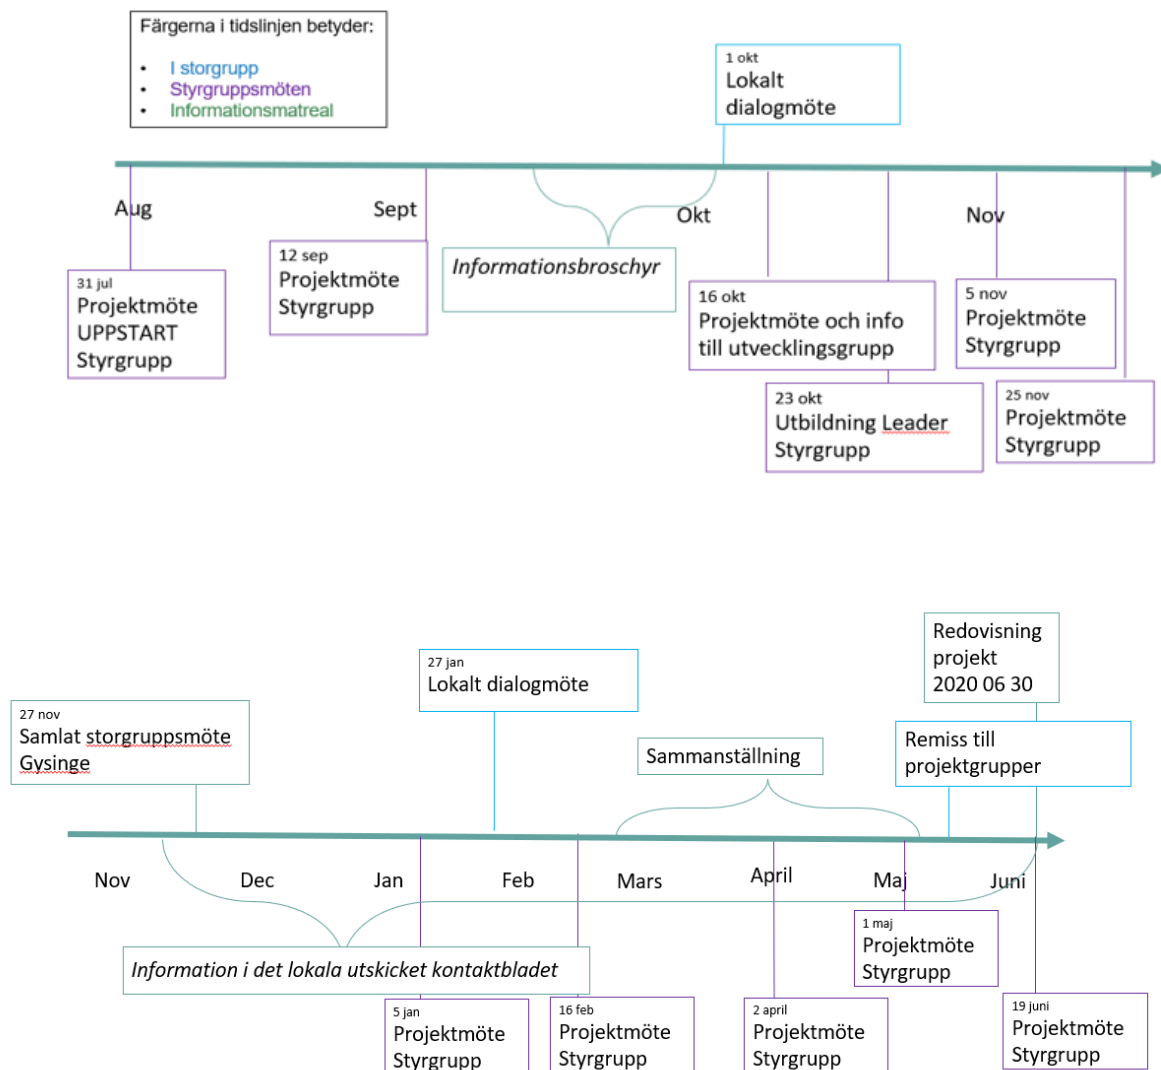 Färgerna i tidslinjen betyder:
• I storgrupp
• Styrgruppsmöten
• Informationsmatreal
1 okt
Lokalt
dialogmöte
Aug
Sept
Okt
Nov
31 jul
Projektmöte
UPPSTART
Styrgrupp
12 sep
Projektmöte
Styrgrupp
Informationsbroschyr
16 okt
Projektmöte och info
till utvecklingsgrupp
5 nov
Projektmöte
Styrgrupp
23 okt
Utbildning Leader
Styrgrupp
25 nov
Projektmöte
Styrgrupp
27 nov
Samlat storgruppsmöte
Gysinge
27 jan
Lokalt dialogmöte
Sammanställning
Redovisning
projekt
2020 06 30
Remiss till
projektgrupper
Nov
Dec
Jan
Feb
Mars
April
Maj
Juni
Information i det lokala utskicket kontaktbladet
5 jan
Projektmöte
Styrgrupp
16 feb
Projektmöte
Styrgrupp
2 april
Projektmöte
Styrgrupp
1 maj
Projektmöte
Styrgrupp
19 juni
Projektmöte
Styrgrupp